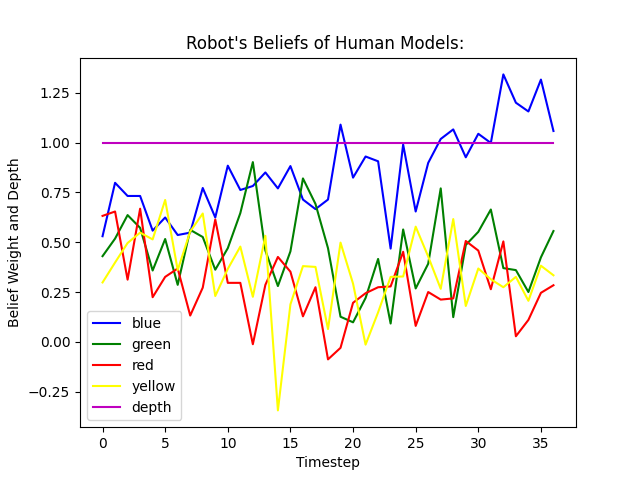 Robot's Beliefs of Human Models:
Belief Weight and Depth
1.25
1.00
0.75
0.50
0.25
0.00
−0.25
blue
green
red
yellow
depth
0 5 10 15 20 25 30 35
Timestep